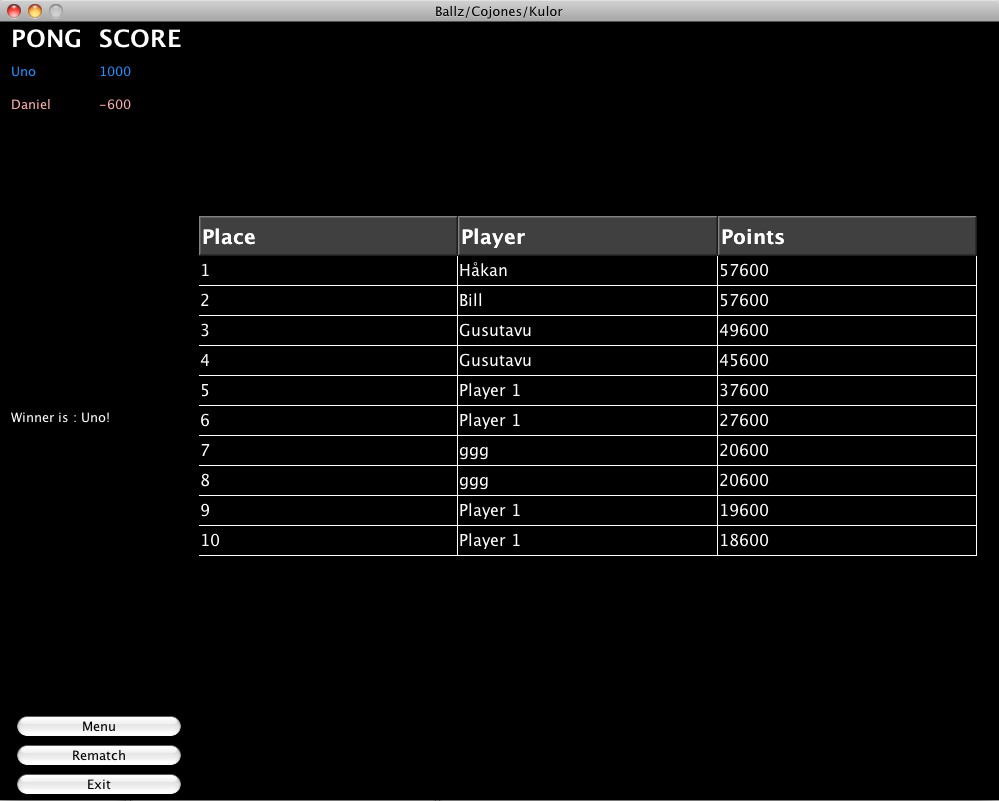 Ballz/Cojones/Kulor
PONG SCORE
Uno 1000
Daniel -600
Place Player Points
1 Håkan 57600
2 Bill 57600
3 Gusutavu 49600
4 Gusutavu 45600
5 Player 1 37600
Winner is : Uno!
6 Player 1 27600
7 ggg 20600
8 ggg 20600
9 Player 1 19600
10 Player 1 18600
Menu
Rematch
Exit